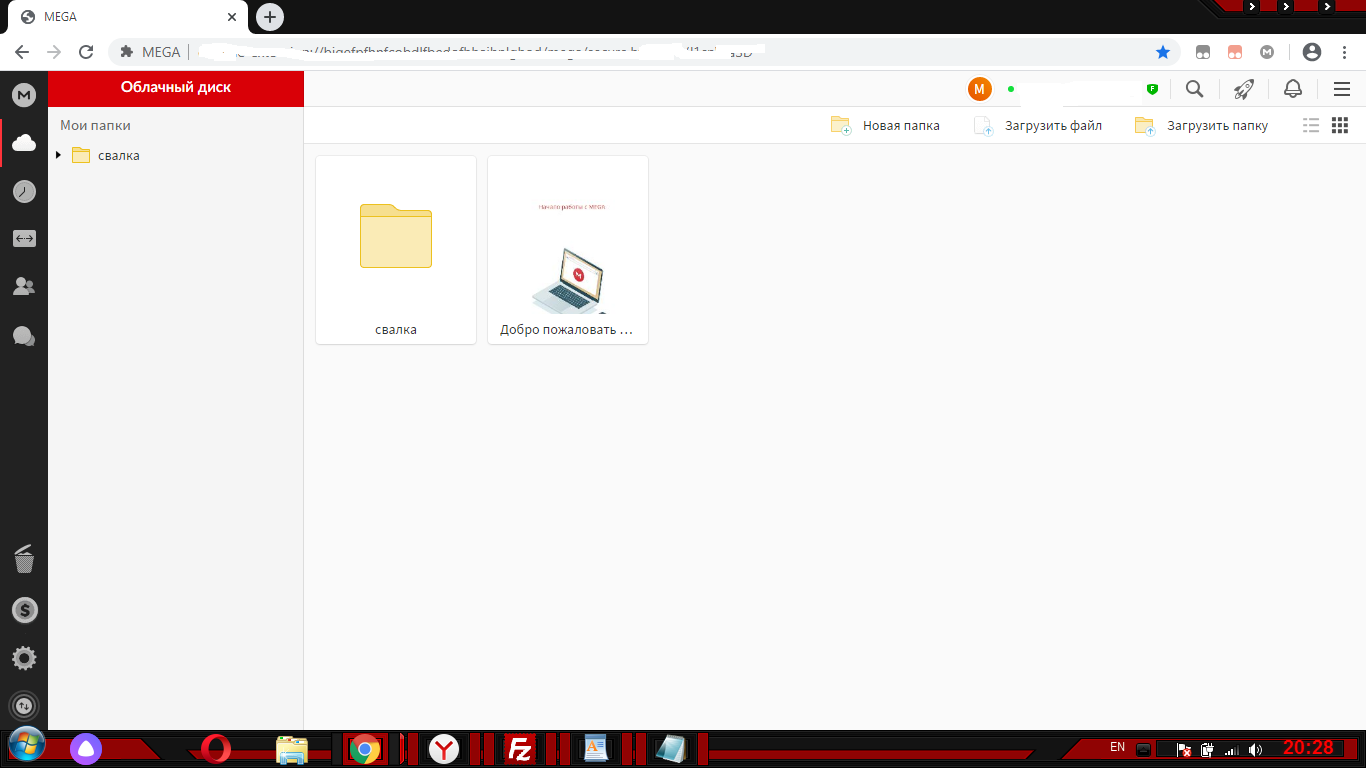 MEGA
MEGA
Облачный диск
M
Мои папки
Новая папка
Загрузить файл
Загрузить папку
свалка
Начало работы с MEGA
свалка
Добро пожаловать …
EN
20:28